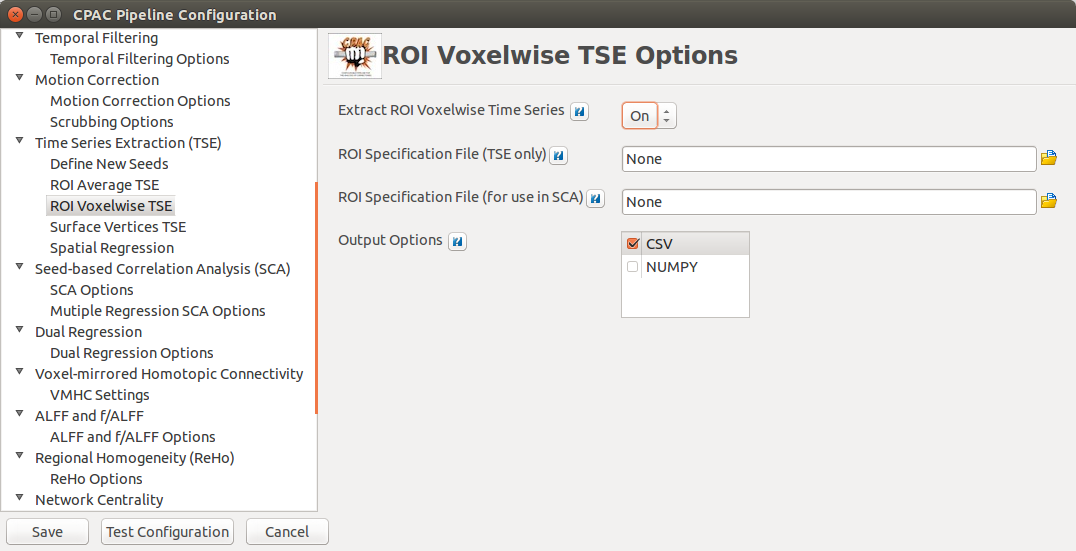 CPAC Pipeline Configuration
Temporal Filtering
Temporal Filtering Options
Motion Correction
Motion Correction Options
Scrubbing Options
Time Series Extraction (TSE)
Define New Seeds
ROI Average TSE
ROI Voxelwise TSE
Surface Vertices TSE
Spatial Regression
Seed-based Correlation Analysis (SCA)
SCA Options
Mutiple Regression SCA Options
Dual Regression
Dual Regression Options
Voxel-mirrored Homotopic Connectivity
VMHC Settings
ALFF and f/ALFF
ALFF and f/ALFF Options
Regional Homogeneity (ReHo)
ReHo Options
Network Centrality
CPAC
ROI Voxelwise TSE Options
Extract ROI Voxelwise Time Series ? On
ROI Specification File (TSE only) ? None
ROI Specification File (for use in SCA) ? None
Output Options ?
CSV
NUMPY
Save Test Configuration Cancel